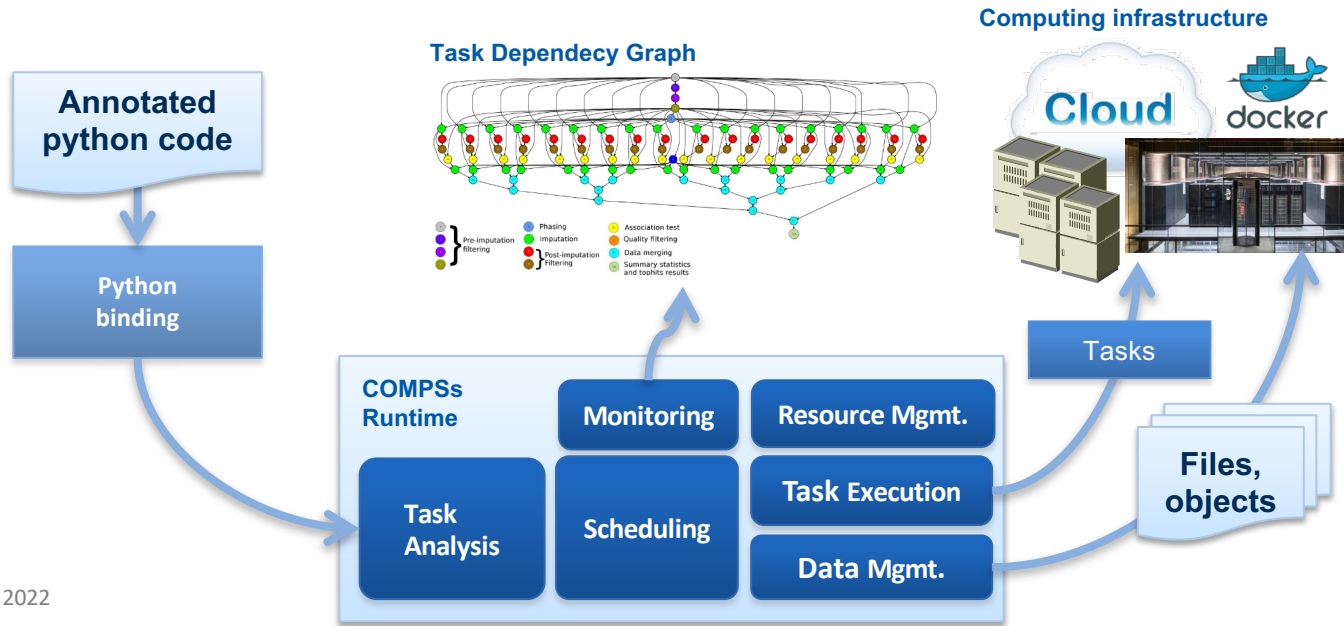 Computing infrastructure
Task Dependecy Graph
Annotated
python code
Cloud
docker
Pre-imputation
filtering
Phasing
Imputation
Post-imputation
Filtering
Association test
Quality filtering
Data merging
Summary statistics
and tophits results
Python
binding
Tasks
COMPSs
Runtime
Monitoring
Resource Mgmt.
Files,
objects
Task
Analysis
Scheduling
Task Execution
Data Mgmt.
2022